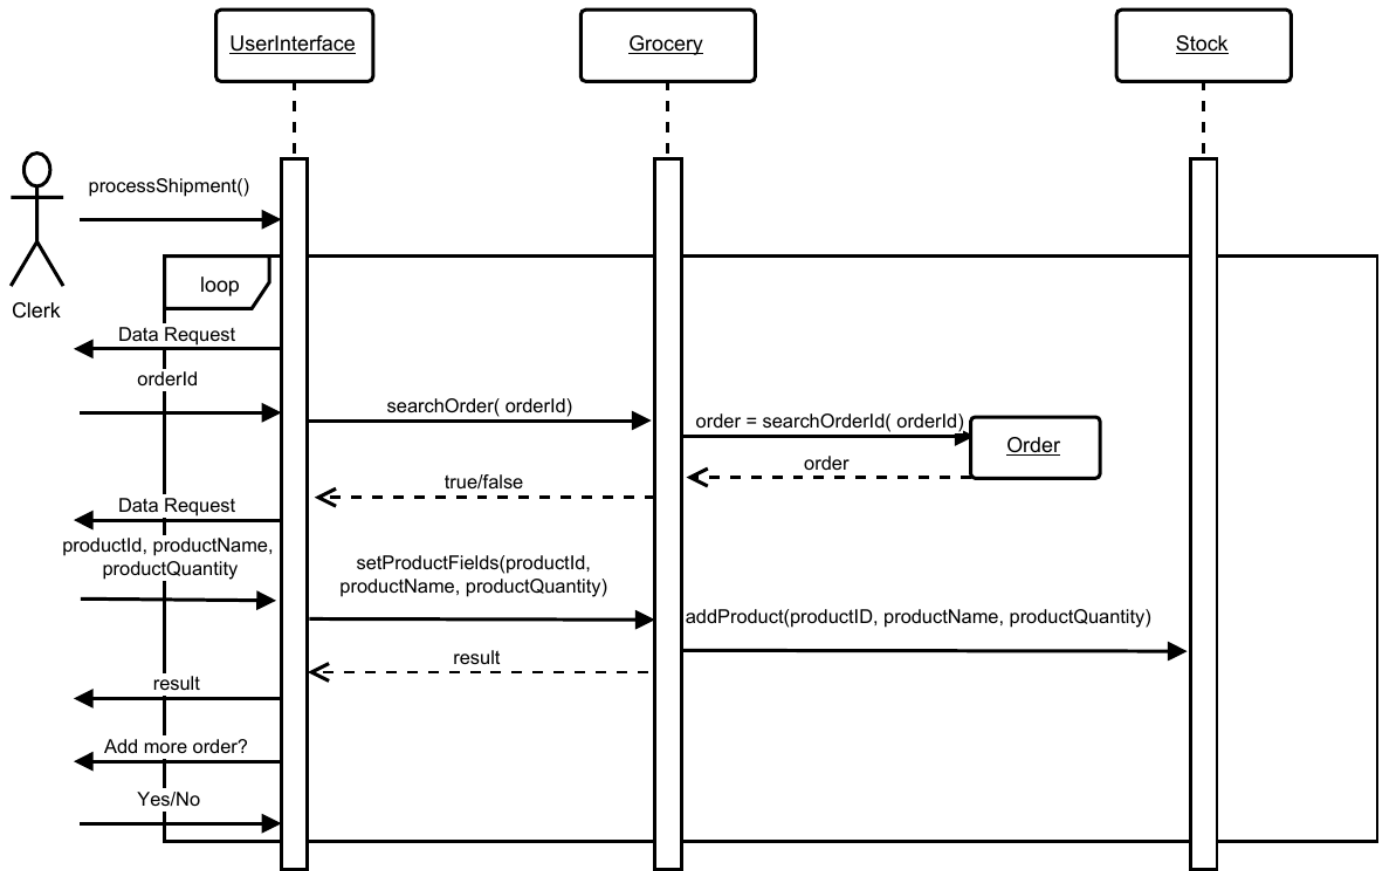 UserInterface
Grocery
Stock
processShipment()
loop
Clerk
Data Request
orderId
searchOrder( orderId)
order = searchOrderId( orderId)
Order
order
true/false
Data Request
productId, productName,
productQuantity
setProductFields(productId,
productName, productQuantity)
addProduct(productID, productName, productQuantity)
result
result
Add more order?
Yes/No